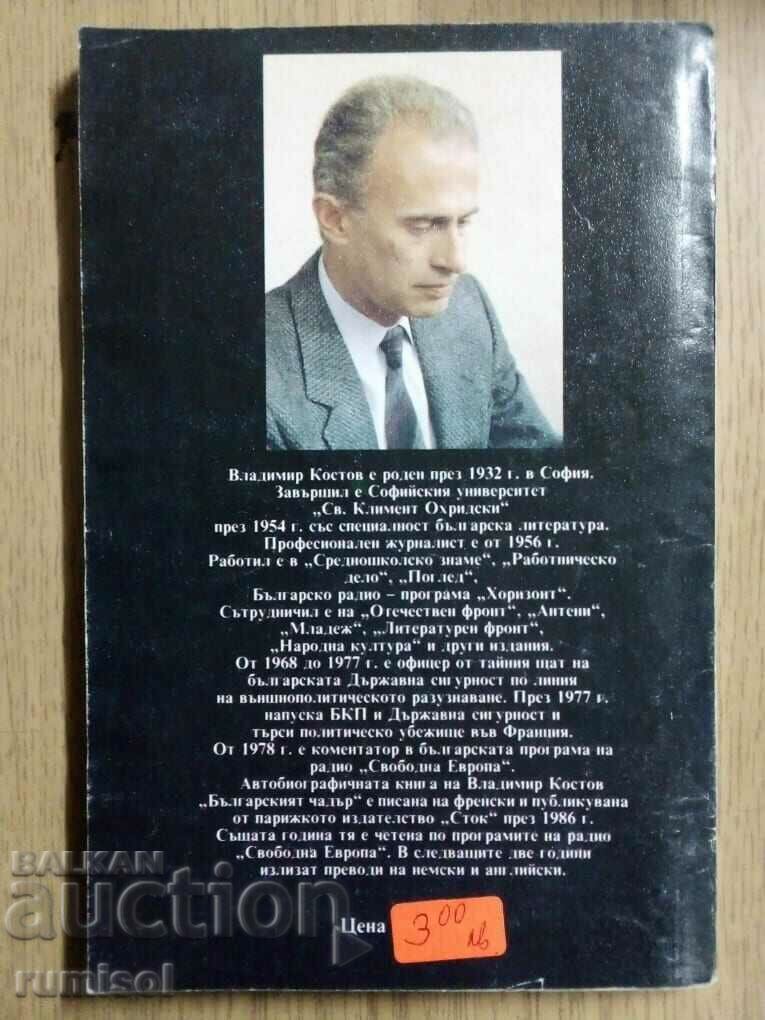 Владимир Костов е роден през 1932 г. в София.
Завършил е Софийския университет
„Св. Климент Охридски“
през 1954 г. със специалност българска литература.
Професионален журналист е от 1956 г.
Работил е в „Средношколско знаме“, „Работническо
дело“, „Поглед“,
Българско радио – програма „Хоризонт“.
Сътрудничил е на „Отечествен фронт“, „Антени“,
„Младеж“, „Литературен фронт“,
„Народна култура“ и други издания.
От 1968 до 1977 г. е офицер от тайния щат на
българската Държавна сигурност по линия
на външнополитическото разузнаване. През 1977 г.
напуска БКП и Държавна сигурност и
търси политическо убежище във Франция.
От 1978 г. е коментатор в българската програма на
радио „Свободна Европа“.
Автобиографичната книга на Владимир Костов
„Българският чадър“ е писана на френски и публикувана
от парижкото издателство „Сток“ през 1986 г.
Същата година тя е четена по програмите на радио
„Свободна Европа“. В следващите две години
излизат преводи на немски и английски.
Цена 3 00 лв
BALKAN
auction
rumisol